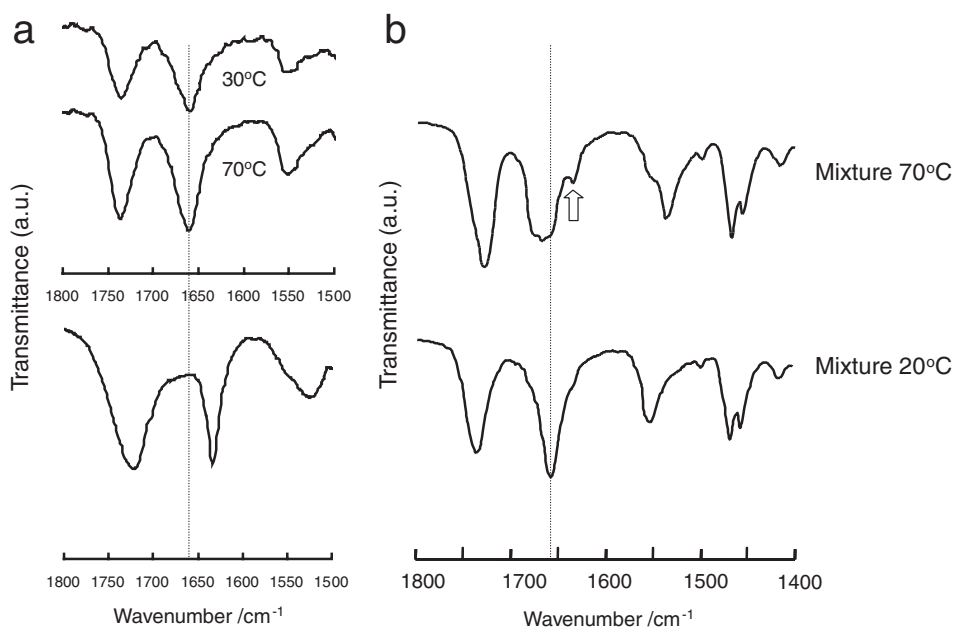 a
30°C
70°C
1800 1750 1700 1650 1600 1550 1500
1800 1750 1700 1650 1600 1550 1500
Wavenumber /cm⁻¹
Transmittance (a.u.)
b
Mixture 70°C
Mixture 20°C
1800 1700 1600 1500 1400
Wavenumber /cm⁻¹
Transmittance (a.u.)